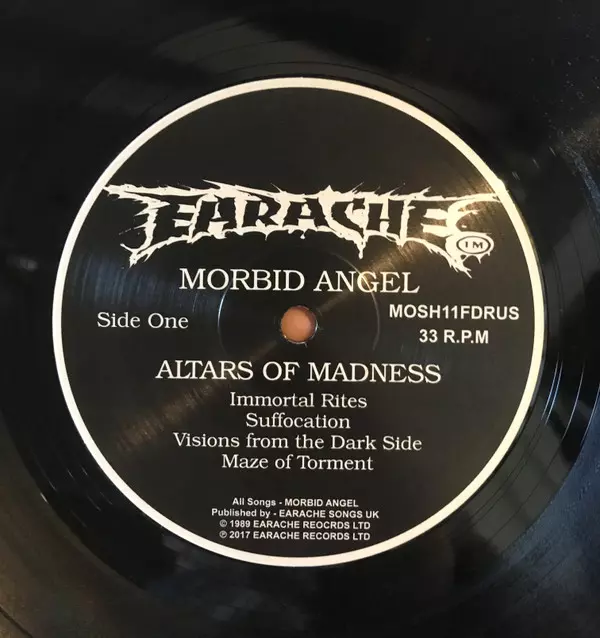 EARACHE TM
MORBID ANGEL
Side One
MOSH11FDRUS
33 R.P.M
ALTARS OF MADNESS
Immortal Rites
Suffocation
Visions from the Dark Side
Maze of Torment
All Songs - MORBID ANGEL
Published by - EARACHE SONGS UK
© 1989 EARACHE REOCRDS LTD
℗ 2017 EARACHE RECORDS LTD